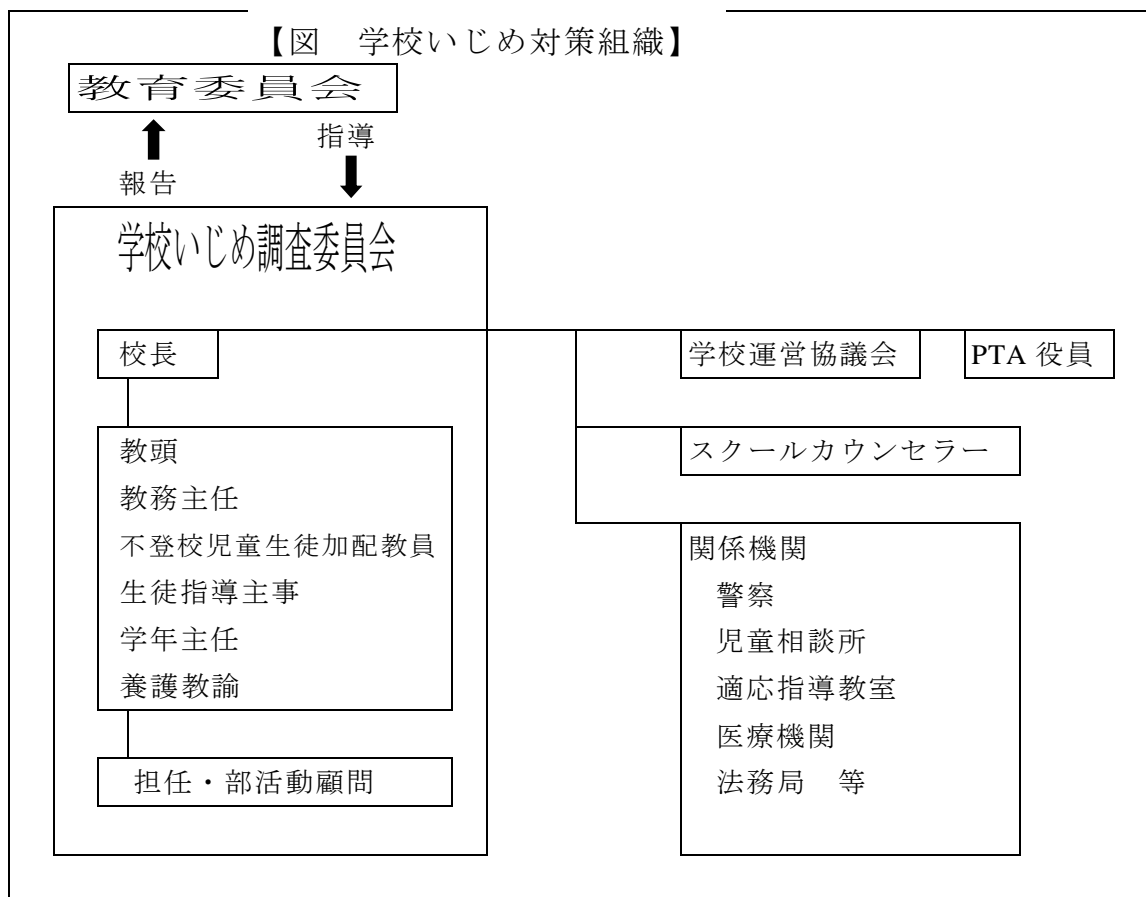 【図　学校いじめ対策組織】
教育委員会
指導
報告
学校いじめ調査委員会
校長
学校運営協議会
PTA 役員
教頭
教務主任
不登校児童生徒加配教員
生徒指導主事
学年主任
養護教諭
担任・部活動顧問
スクールカウンセラー
関係機関
警察
児童相談所
適応指導教室
医療機関
法務局　等